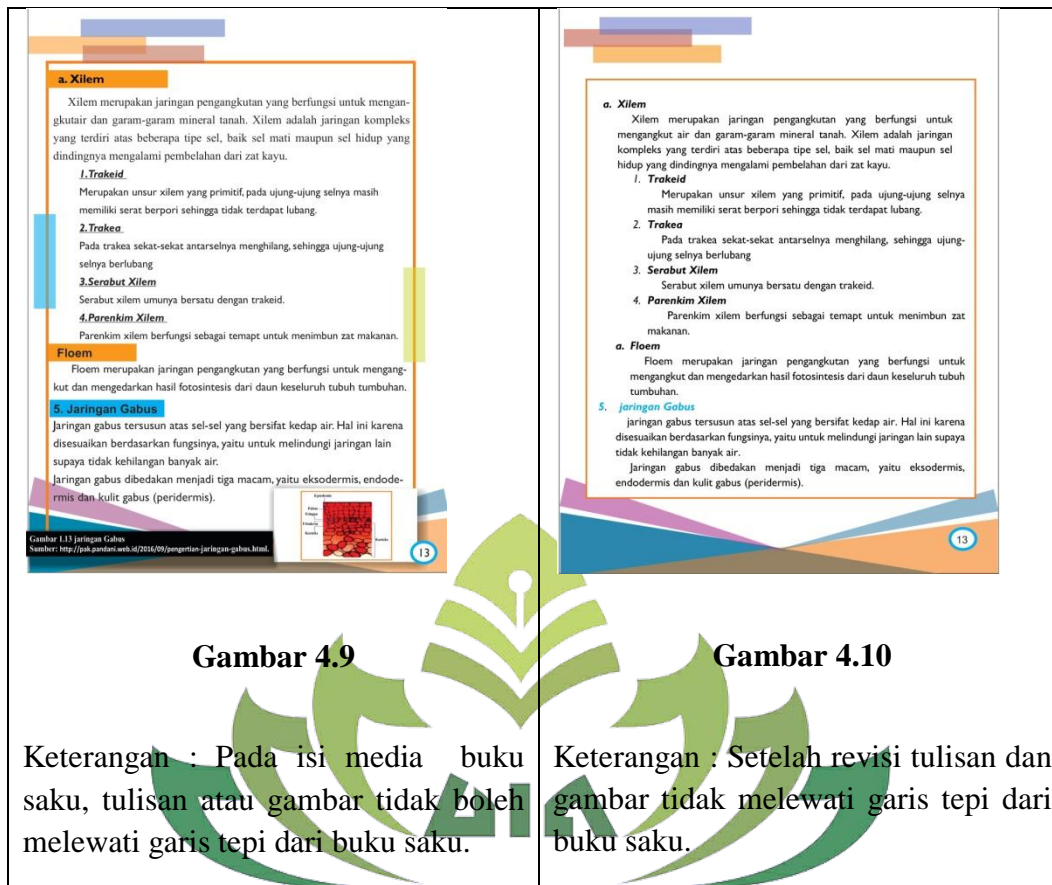 a. Xilem
Xilem merupakan jaringan pengangkutan yang berfungsi untuk mengan-
gkutair dan garam-garam mineral tanah. Xilem adalah jaringan kompleks
yang terdiri atas beberapa tipe sel, baik sel mati maupun sel hidup yang
dindingnya mengalami pembelahan dari zat kayu.
1.Trakeid
Merupakan unsur xilem yang primitif, pada ujung-ujung selnya masih
memiliki serat berpori sehingga tidak terdapat lubang.
2.Trakea
Pada trakea sekat-sekat antarselnya menghilang, sehingga ujung-ujung
selnya berlubang
3.Serabut Xilem
Serabut xilem umunya bersatu dengan trakeid.
4.Parenkim Xilem
Parenkim xilem berfungsi sebagai temapt untuk menimbun zat makanan.
Floem
Floem merupakan jaringan pengangkutan yang berfungsi untuk mengang-
kut dan mengedarkan hasil fotosintesis dari daun keseluruh tubuh tumbuhan.
5. Jaringan Gabus
Jaringan gabus tersusun atas sel-sel yang bersifat kedap air. Hal ini karena
disesuaikan berdasarkan fungsinya, yaitu untuk melindungi jaringan lain
supaya tidak kehilangan banyak air.
Jaringan gabus dibedakan menjadi tiga macam, yaitu eksodermis, endode-
rmis dan kulit gabus (peridermis).
Gambar 1.13 jaringan Gabus
Sumber: http://pak.pandani.web.id/2016/09/pengertian-jaringan-gabus.html.
13
Gambar 4.9
Keterangan : Pada isi media buku
saku, tulisan atau gambar tidak boleh
melewati garis tepi dari buku saku.
a. Xilem
Xilem merupakan jaringan pengangkutan yang berfungsi untuk
mengangkut air dan garam-garam mineral tanah. Xilem adalah jaringan
kompleks yang terdiri atas beberapa tipe sel, baik sel mati maupun sel
hidup yang dindingnya mengalami pembelahan dari zat kayu.
1. Trakeid
Merupakan unsur xilem yang primitif, pada ujung-ujung selnya
masih memiliki serat berpori sehingga tidak terdapat lubang.
2. Trakea
Pada trakea sekat-sekat antarselnya menghilang, sehingga ujung-
ujung selnya berlubang
3. Serabut Xilem
Serabut xilem umunya bersatu dengan trakeid.
4. Parenkim Xilem
Parenkim xilem berfungsi sebagai temapt untuk menimbun zat
makanan.
a. Floem
Floem merupakan jaringan pengangkutan yang berfungsi untuk
mengangkut dan mengedarkan hasil fotosintesis dari daun keseluruh tubuh
tumbuhan.
5. jaringan Gabus
jaringan gabus tersusun atas sel-sel yang bersifat kedap air. Hal ini karena
disesuaikan berdasarkan fungsinya, yaitu untuk melindungi jaringan lain supaya
tidak kehilangan banyak air.
Jaringan gabus dibedakan menjadi tiga macam, yaitu eksodermis,
endodermis dan kulit gabus (peridermis).
13
Gambar 4.10
Keterangan : Setelah revisi tulisan dan
gambar tidak melewati garis tepi dari
buku saku.